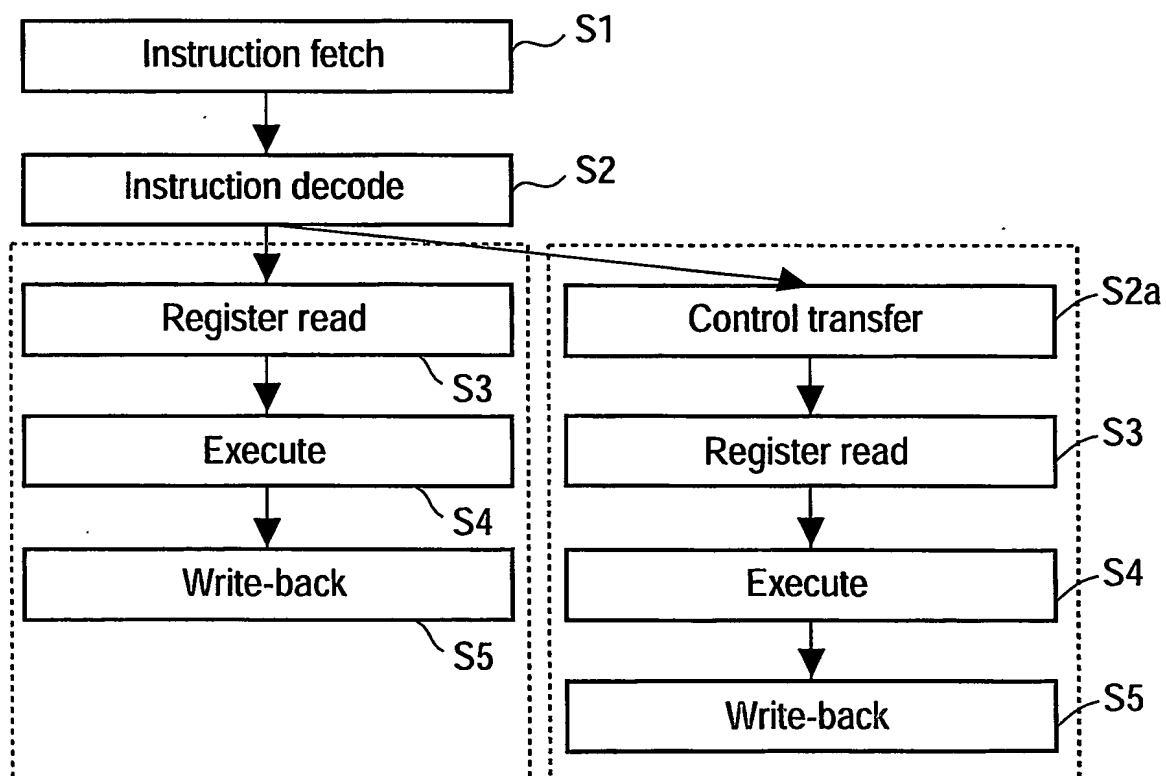 Instruction fetch
S1
Instruction decode
S2
Register read
S3
Execute
S4
Write-back
S5
Control transfer
S2a
Register read
S3
Execute
S4
Write-back
S5